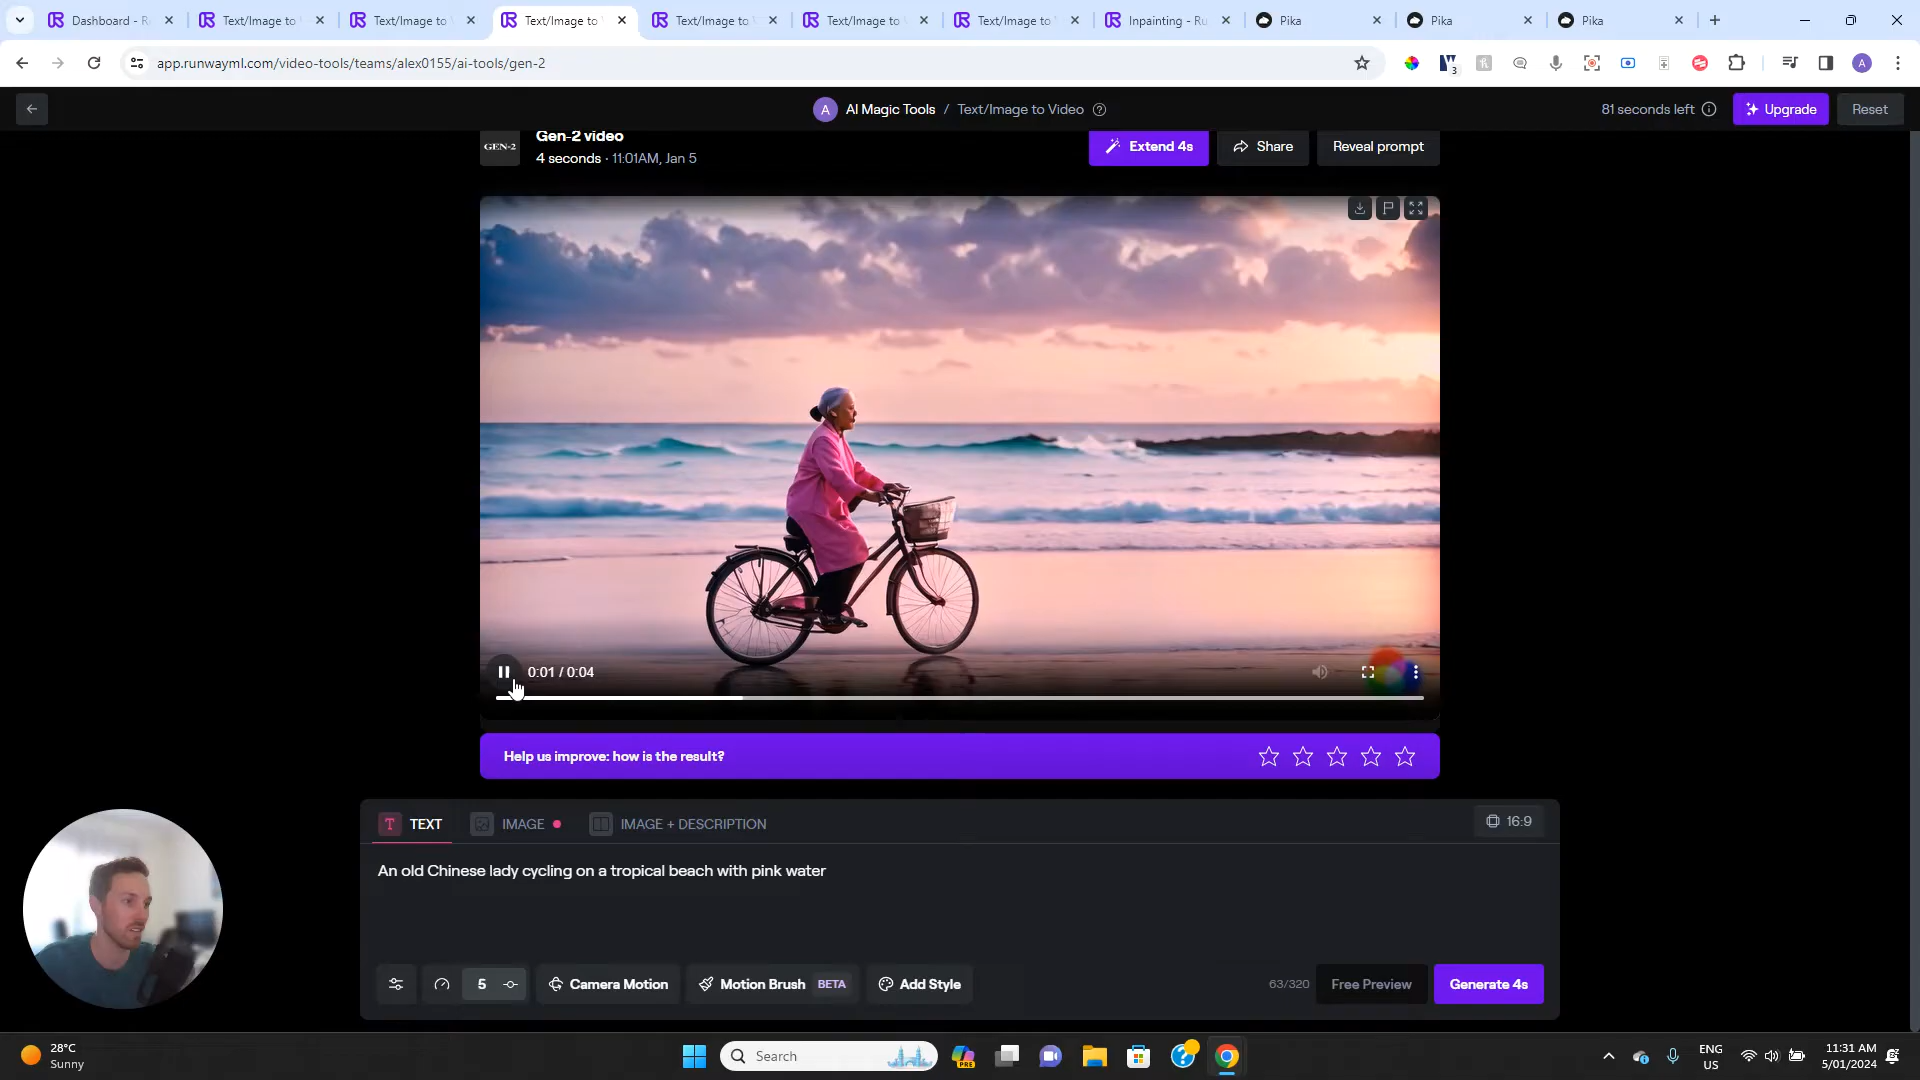 Dashboard - R
Text/Image to
Text/Image to
Text/Image to
Text/Image to
Text/Image to
Text/Image to
Inpainting - Ru
Pika
Pika
Pika
app.runwayml.com/video-tools/teams/alex0155/ai-tools/gen-2
3
A
A AI Magic Tools / Text/Image to Video
81 seconds left
Upgrade
Reset
GEN-2
Gen-2 video
4 seconds · 11:01AM, Jan 5
Extend 4s
Share
Reveal prompt
0:01 / 0:04
Help us improve: how is the result?
T TEXT
IMAGE
IMAGE + DESCRIPTION
16:9
An old Chinese lady cycling on a tropical beach with pink water
5
Camera Motion
Motion Brush BETA
Add Style
63/320
Free Preview
Generate 4s
28°C
Sunny
Search
PRE
ENG
US
11:31 AM
5/01/2024